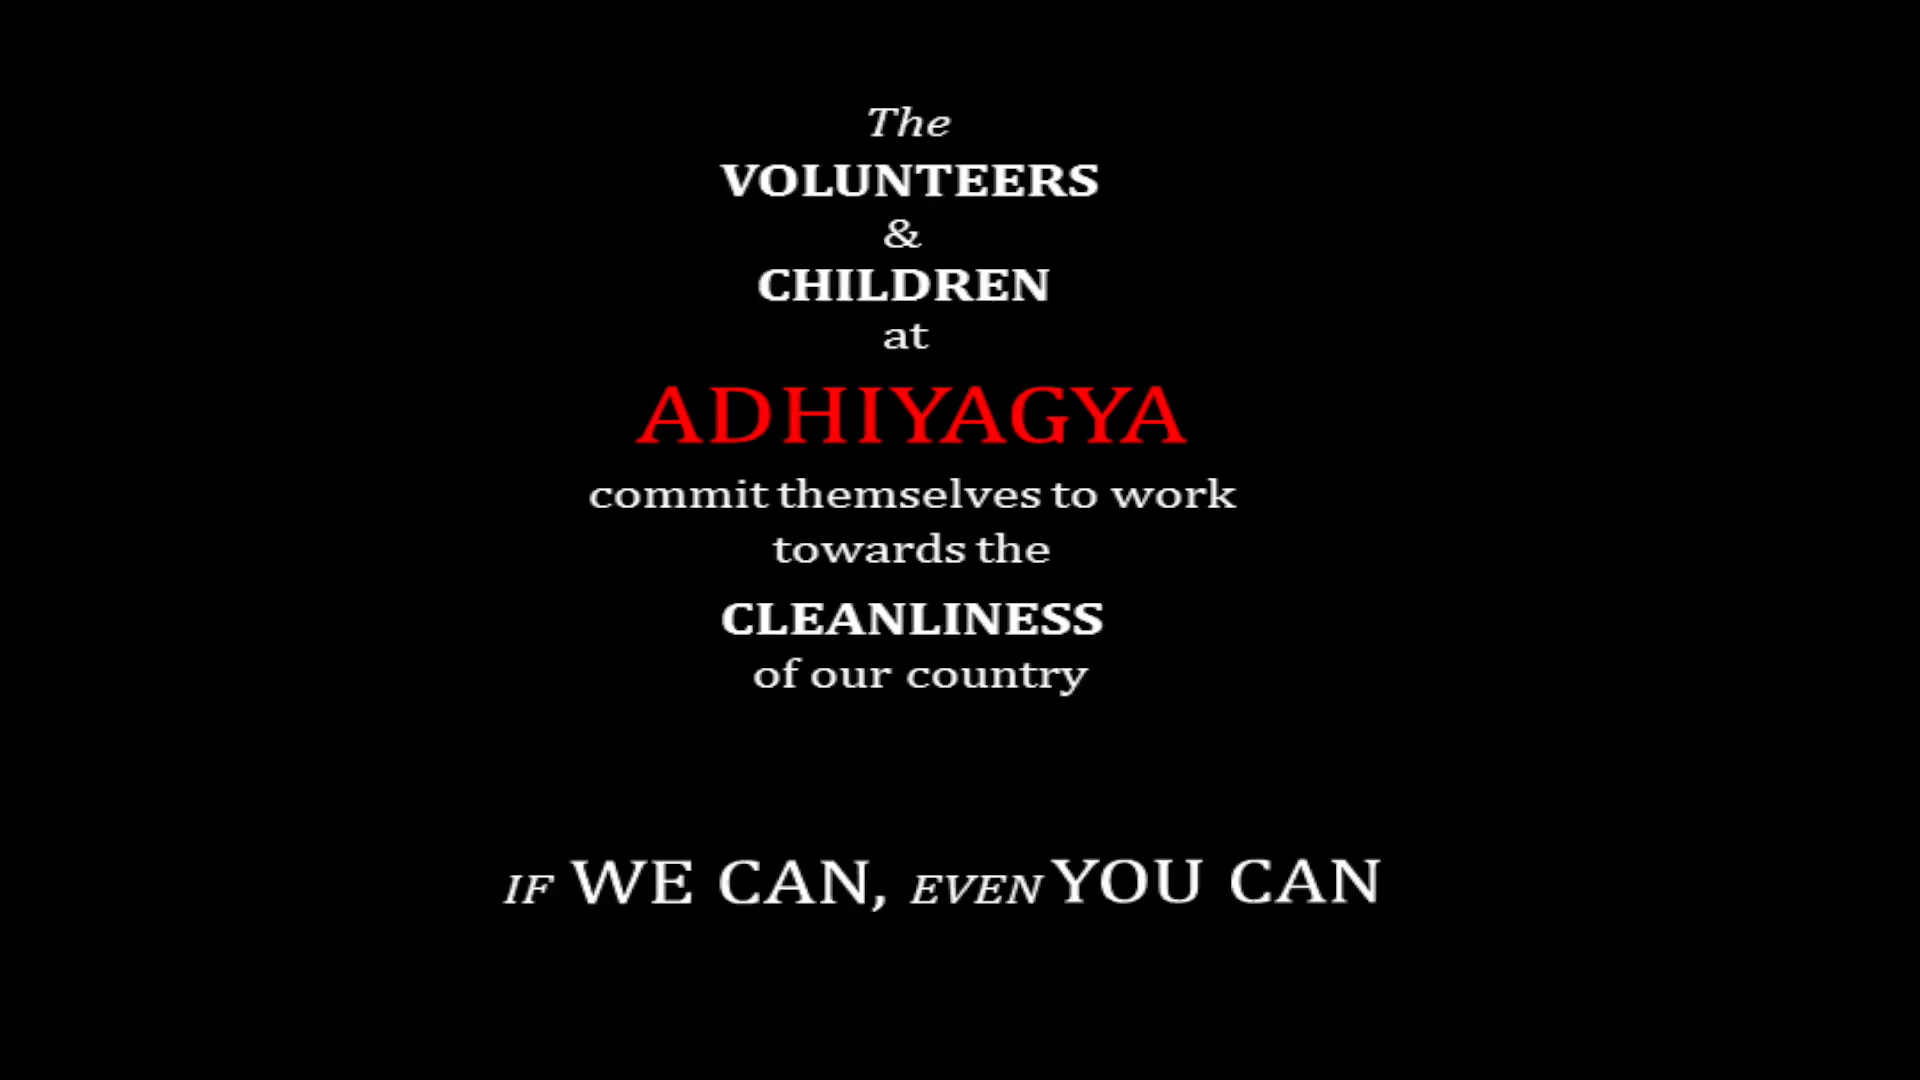 The
VOLUNTEERS
&
CHILDREN
at
ADHIYAGYA
commit themselves to work
towards the
CLEANLINESS
of our country
IF WE CAN, EVEN YOU CAN